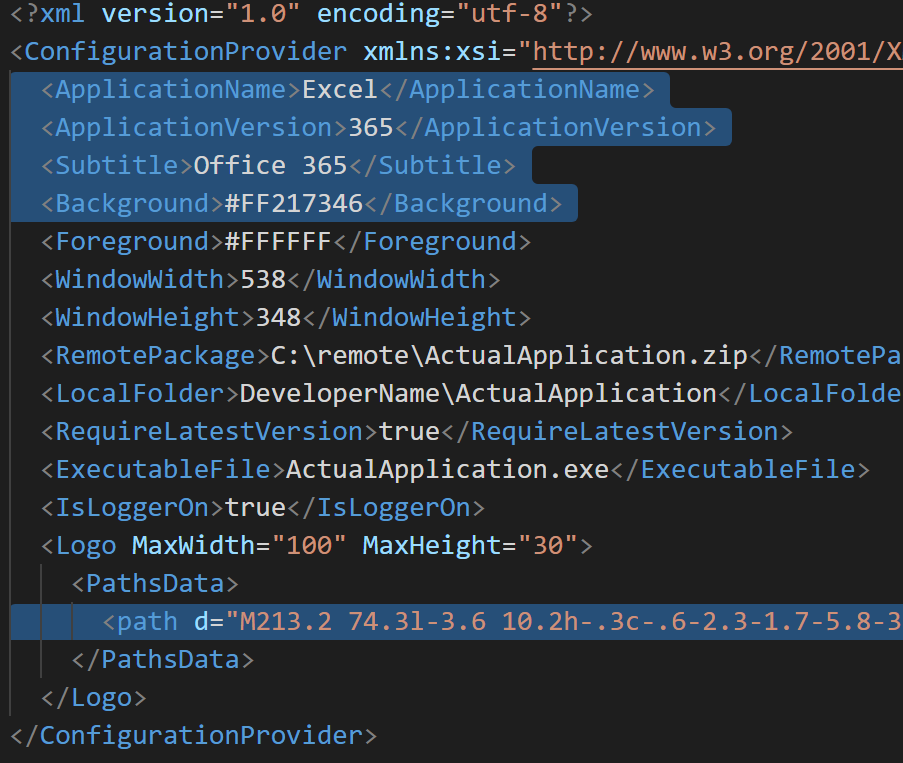 <?xml version="1.0" encoding="utf-8"?>
<ConfigurationProvider xmlns:xsi="http://www.w3.org/2001/X
<ApplicationName>Excel</ApplicationName>
<ApplicationVersion>365</ApplicationVersion>
<Subtitle>Office 365</Subtitle>
<Background>#FF217346</Background>
<Foreground>#FFFFFF</Foreground>
<WindowWidth>538</WindowWidth>
<WindowHeight>348</WindowHeight>
<RemotePackage>C:\remote\ActualApplication.zip</RemotePa
<LocalFolder>DeveloperName\ActualApplication</LocalFolde
<RequireLatestVersion>true</RequireLatestVersion>
<ExecutableFile>ActualApplication.exe</ExecutableFile>
<IsLoggerOn>true</IsLoggerOn>
<Logo MaxWidth="100" MaxHeight="30">
<PathsData>
<path d="M213.2 74.3l-3.6 10.2h-.3c-.6-2.3-1.7-5.8-3
</PathsData>
</Logo>
</ConfigurationProvider>